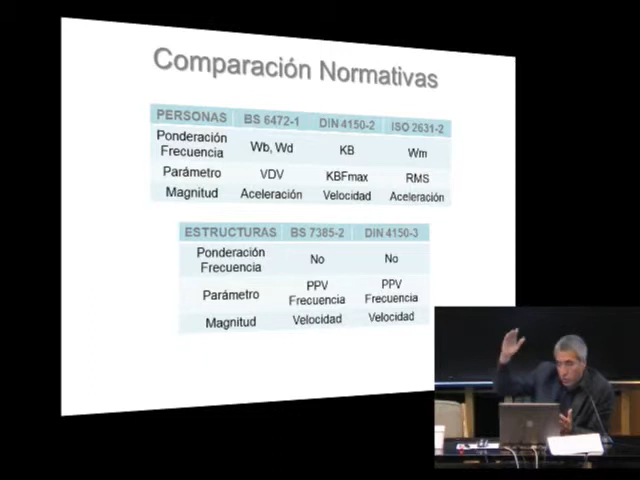 Comparación Normativas
PERSONAS BS 6472-1 DIN 4150-2 ISO 2631-2
Ponderación Frecuencia Wb, Wd KB Wm
Parámetro VDV KBFmax RMS
Magnitud Aceleración Velocidad Aceleración
ESTRUCTURAS BS 7385-2 DIN 4150-3
Ponderación Frecuencia No No
Parámetro PPV Frecuencia PPV Frecuencia
Magnitud Velocidad Velocidad